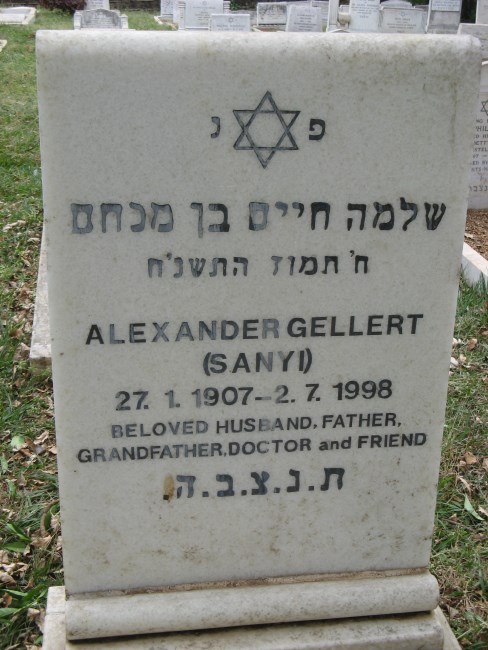 פ נ
שלמה חיים בן מנחם
ח' תמוז התשנ"ח
ALEXANDER GELLERT
(SANYI)
27. 1. 1907-2. 7. 1998
BELOVED HUSBAND, FATHER,
GRANDFATHER, DOCTOR and FRIEND
ת.נ.צ.ב.ה.